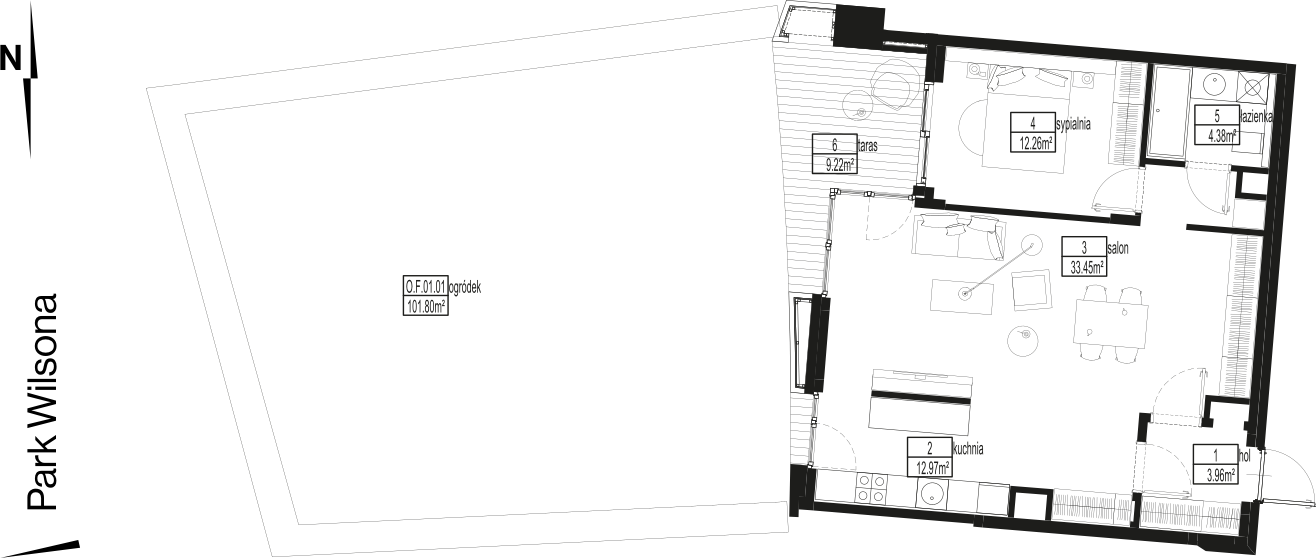 N
Park Wilsona
O.F.01.01 ogródek
101.80m²
6 taras
9.22m²
4 sypialnia
12.26m²
5 łazienka
4.38m²
3 salon
33.45m²
2 kuchnia
12.97m²
1 hol
3.96m²